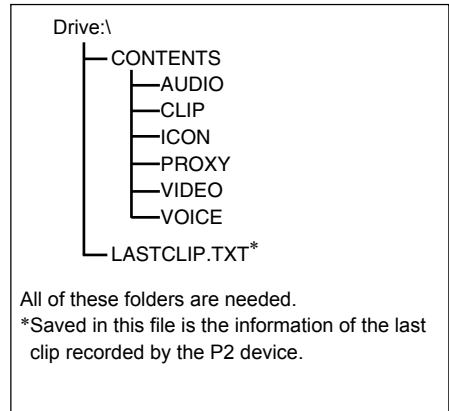 Drive:\
CONTENTS
AUDIO
CLIP
ICON
PROXY
VIDEO
VOICE
LASTCLIP.TXT*
All of these folders are needed.
*Saved in this file is the information of the last
clip recorded by the P2 device.